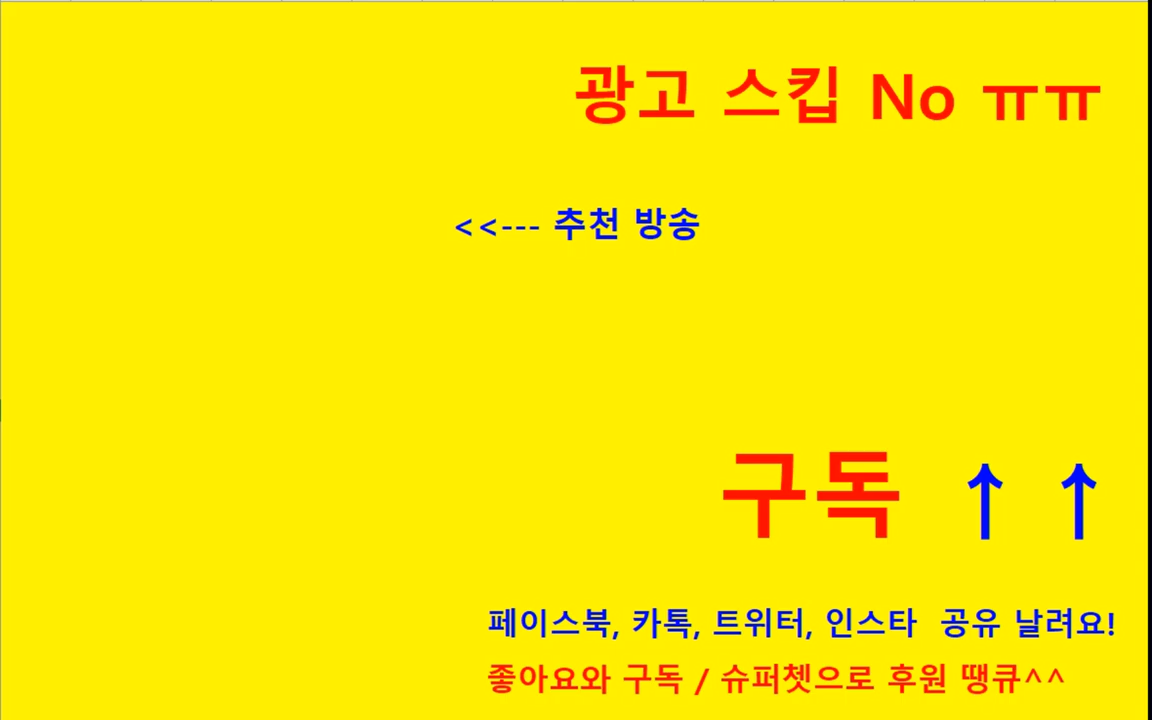 광고 스킵 No ㅠㅠ
<<--- 추천 방송
구독 ↑ ↑
페이스북, 카톡, 트위터, 인스타 공유 날려요!
좋아요와 구독 / 슈퍼쳇으로 후원 땡큐^^